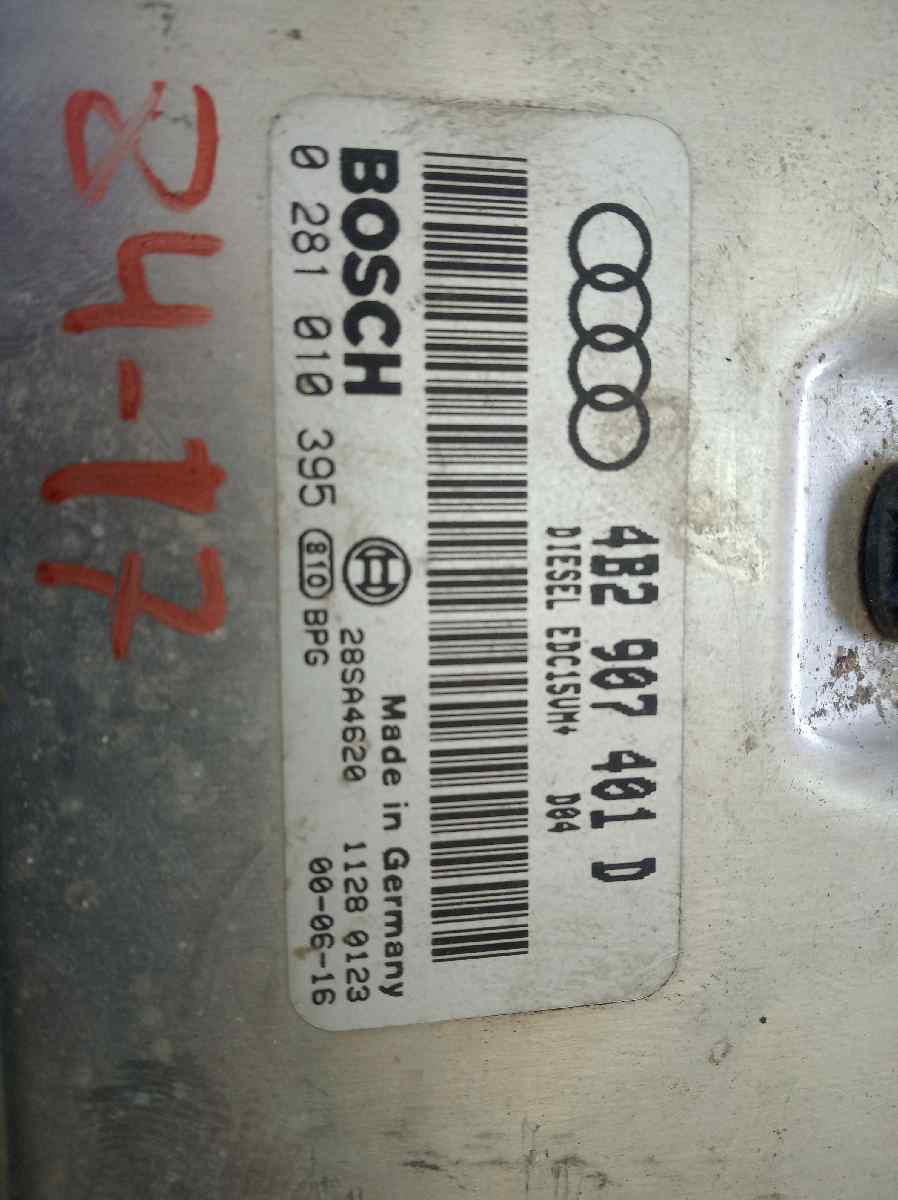 4B2 907 401 D
DIESEL EDC15VM+ D04
Made in Germany
BOSCH
28SA4620 1128 0123
0 281 010 395 810 BPG 00-06-16
24-17